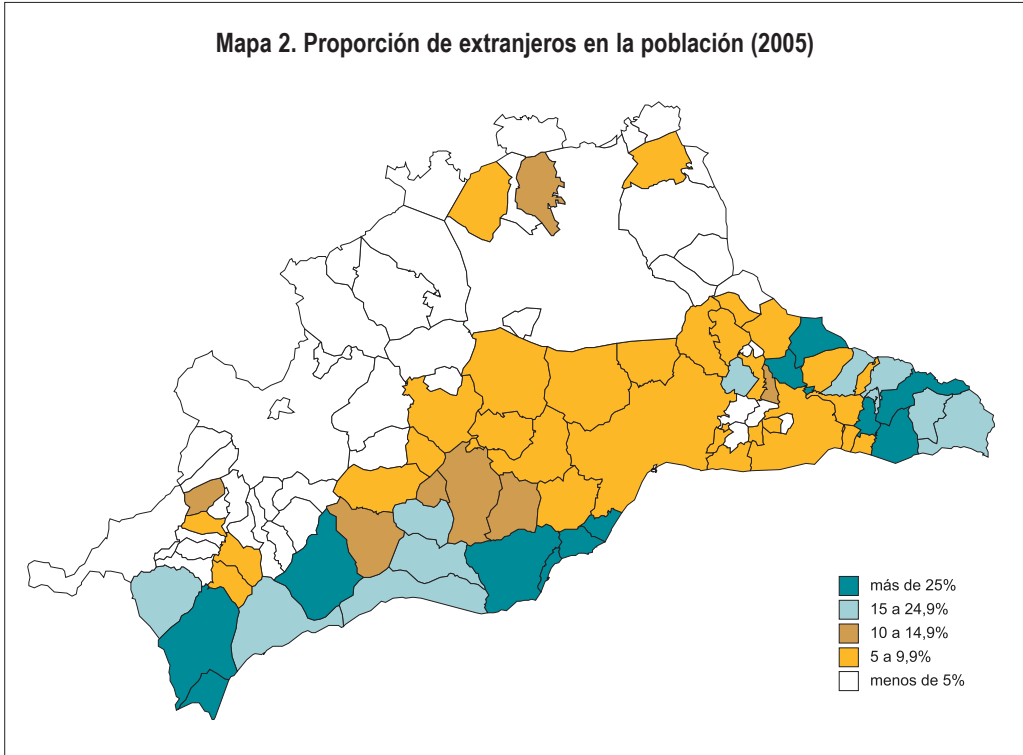 Mapa 2. Proporción de extranjeros en la población (2005)
más de 25%
15 a 24,9%
10 a 14,9%
5 a 9,9%
menos de 5%